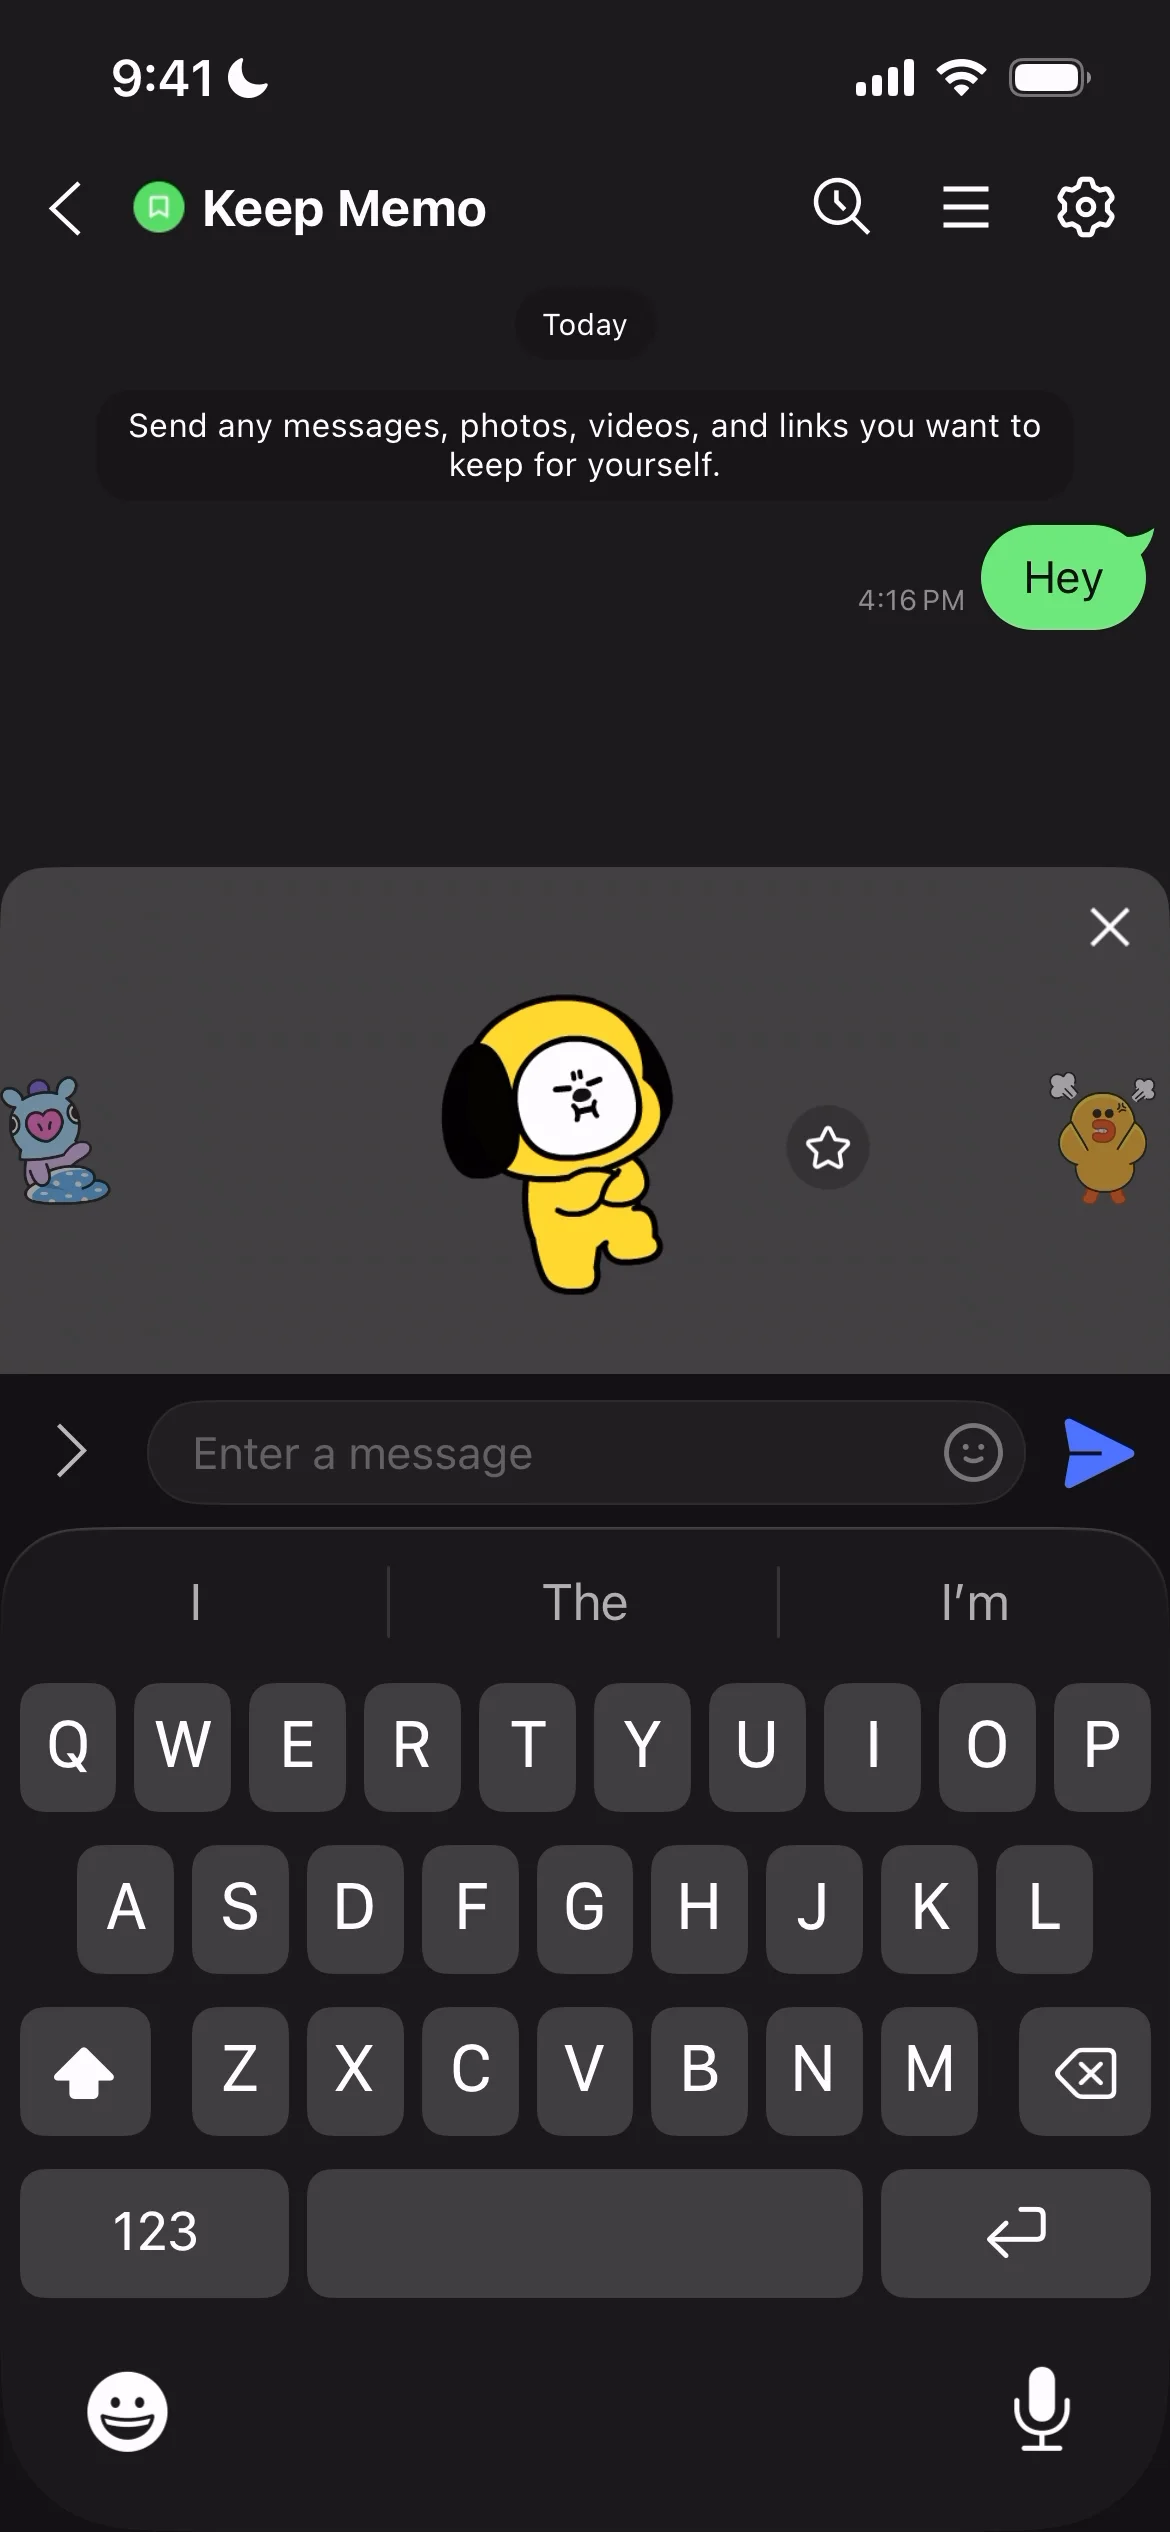 9:41
Keep Memo
Today
Send any messages, photos, videos, and links you want to
keep for yourself.
Hey
4:16 PM
Enter a message
I The I'm
Q W E R T Y U I O P
A S D F G H J K L
Z X C V B N M
123